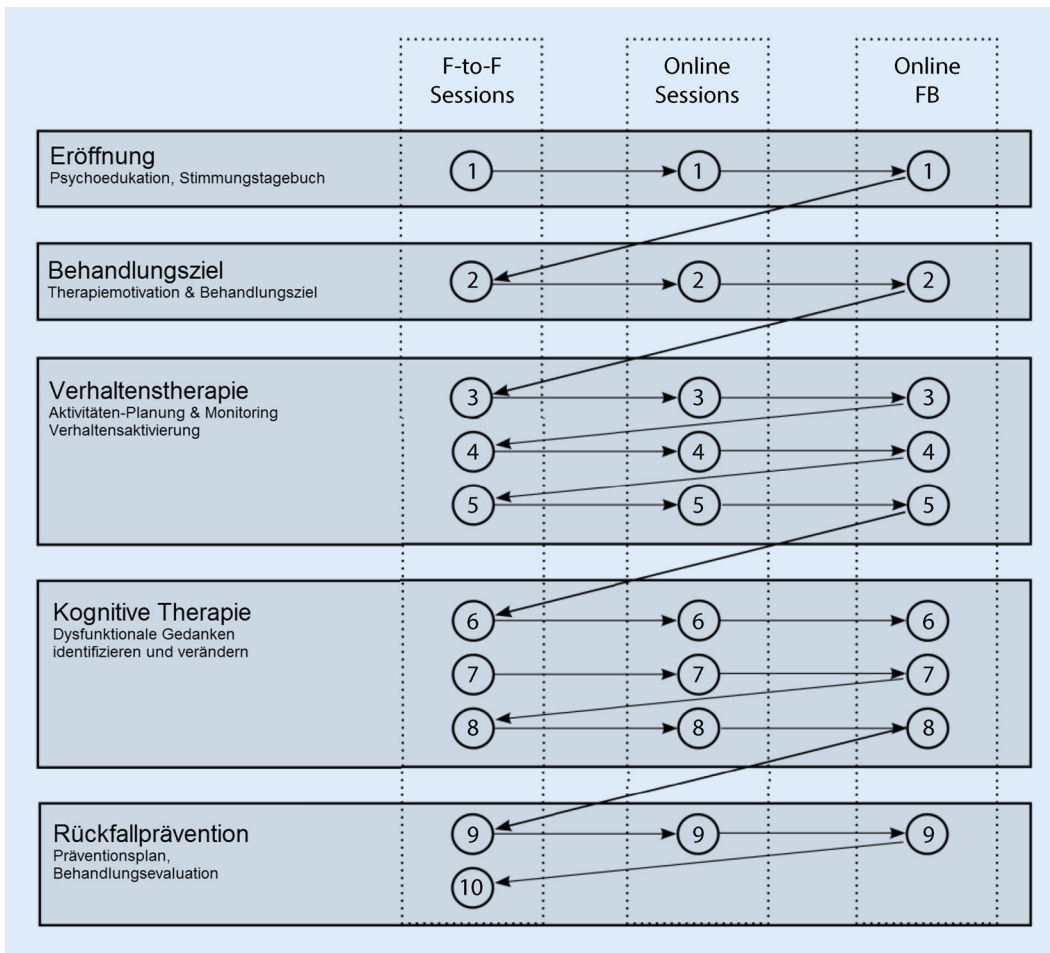 F-to-F
Sessions
Online
Sessions
Online
FB
Eröffnung
Psychoedukation, Stimmungstagebuch
1 1 1
Behandlungsziel
Therapiemotivation & Behandlungsziel
2 2 2
Verhaltenstherapie
Aktivitäten-Planung & Monitoring
Verhaltensaktivierung
3 3 3
4 4 4
5 5 5
Kognitive Therapie
Dysfunktionale Gedanken
identifizieren und verändern
6 6 6
7 7 7
8 8 8
Rückfallprävention
Präventionsplan,
Behandlungsevaluation
9 9 9
10